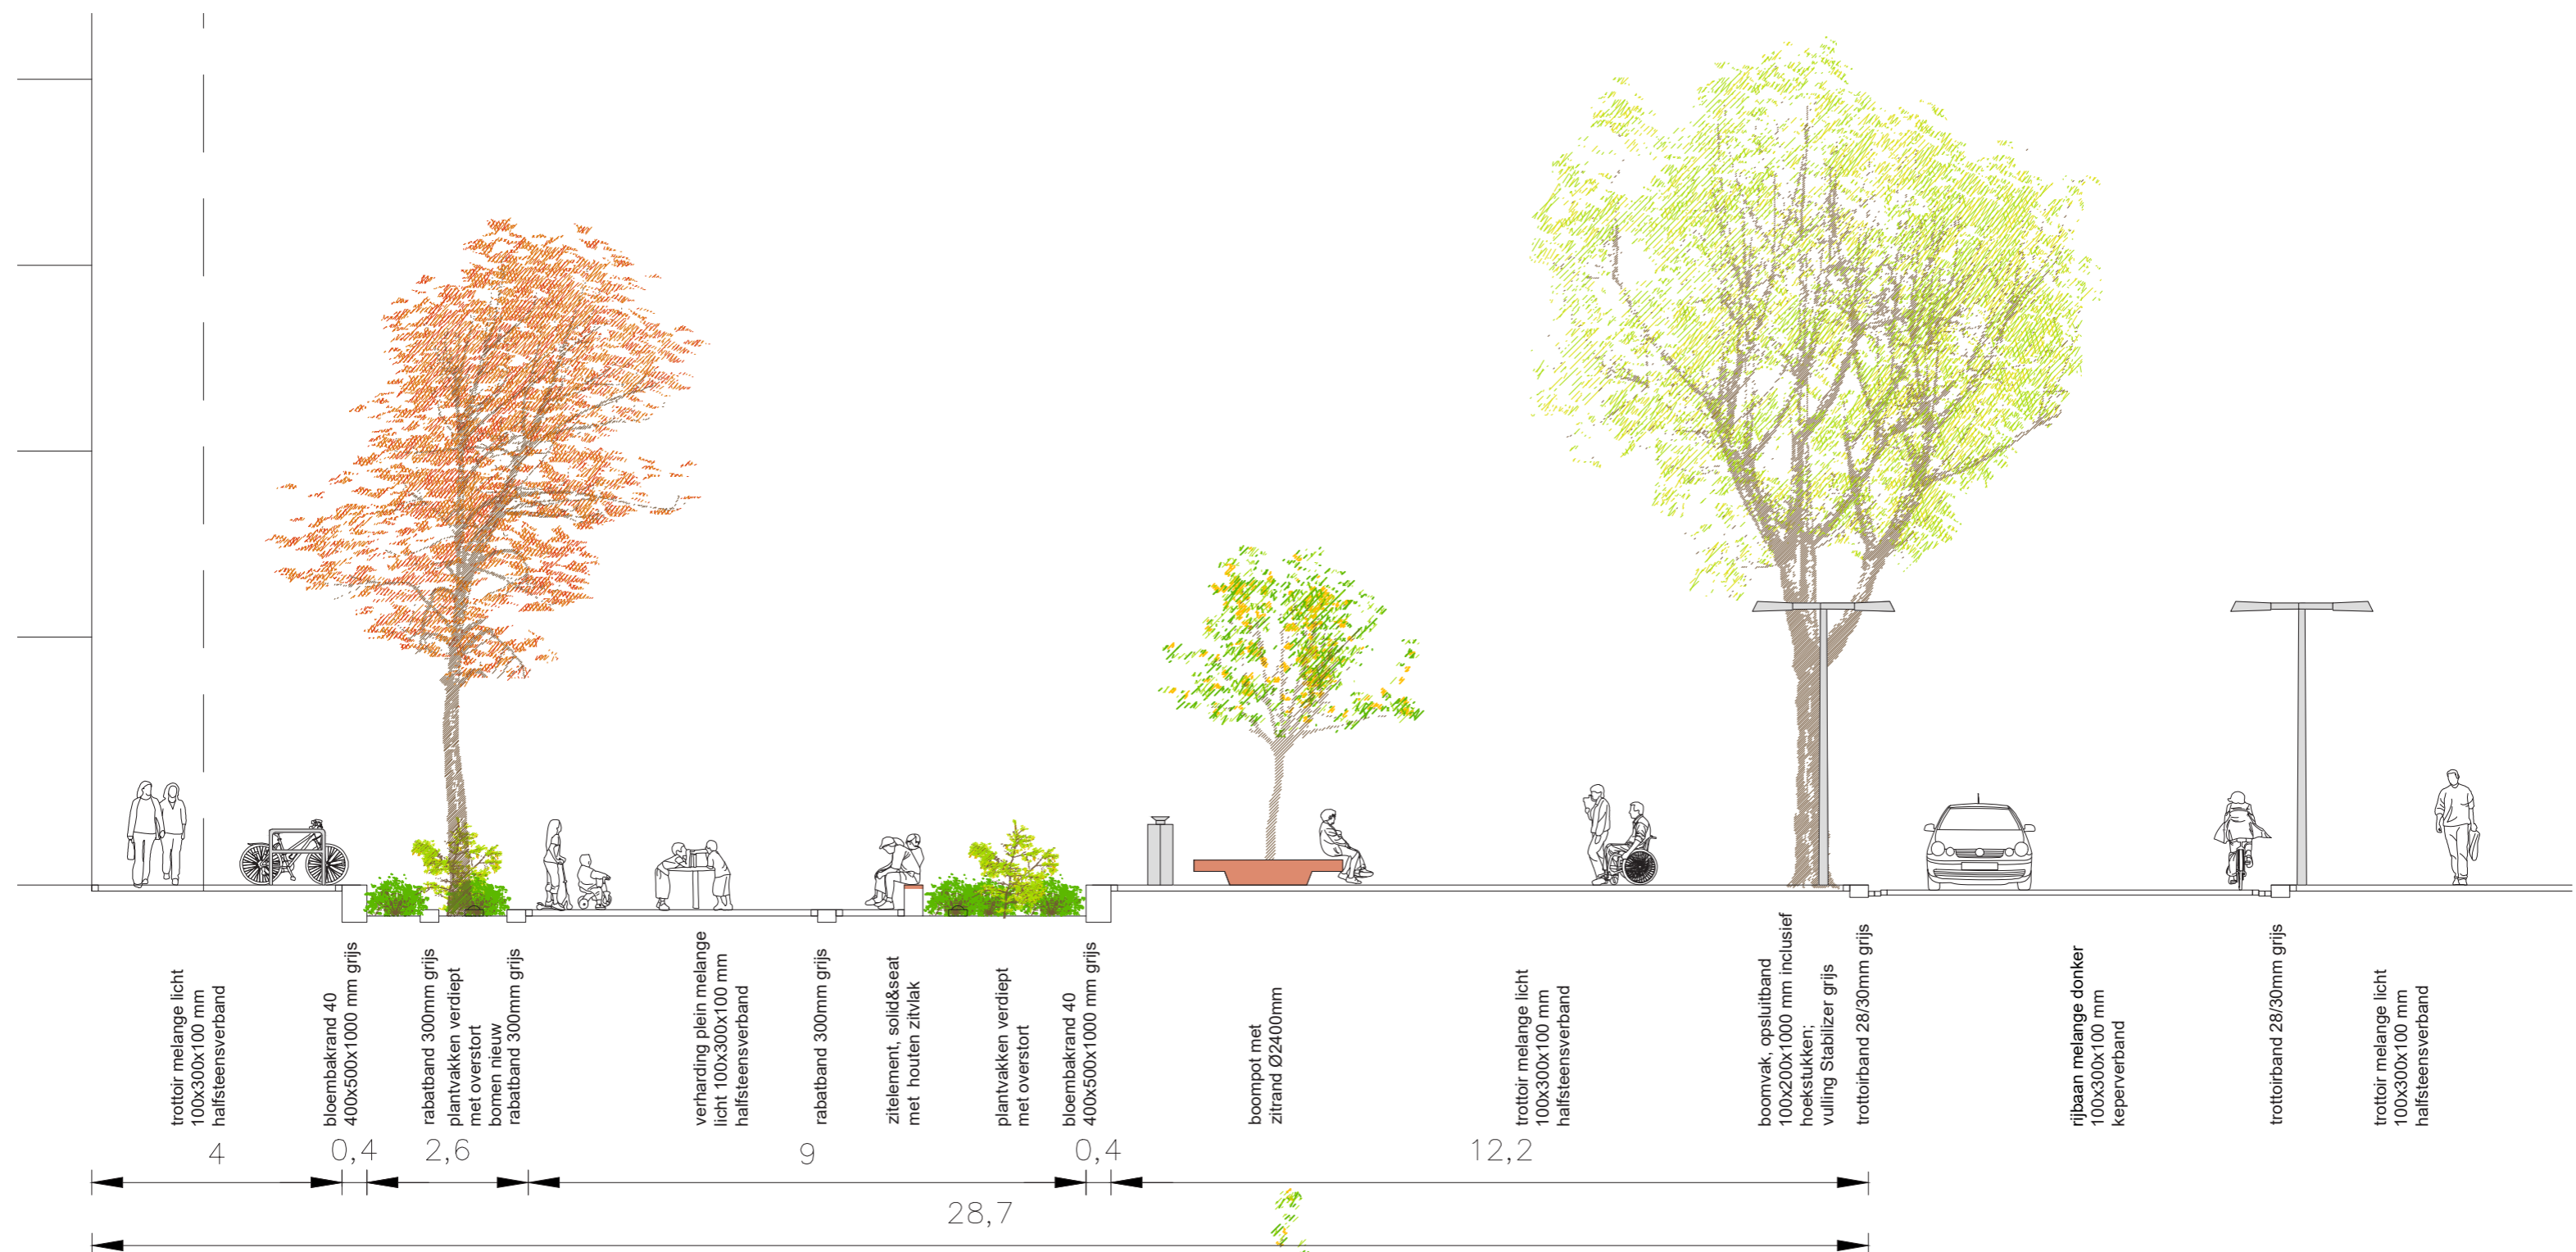 trottoir melange licht
100x300x100 mm
halfsteensverband
bloembakrand 40
400x500x1000 mm grijs
rabatband 300mm grijs
plantvakken verdiept
met overstort
bomen nieuw
rabatband 300mm grijs
verharding plein melange
licht 100x300x100 mm
halfsteensverband
rabatband 300mm grijs
zitelement, solid&seat
met houten zitvlak
plantvakken verdiept
met overstort
bloembakrand 40
400x500x1000 mm grijs
boompot met
zitrand Ø2400mm
trottoir melange licht
100x300x100 mm
halfsteensverband
boomvak, opsluitband
100x200x1000 mm inclusief
hoekstukken;
vulling Stabilizer grijs
trottoirband 28/30mm grijs
rijbaan melange donker
100x300x100 mm
keperverband
trottoirband 28/30mm grijs
trottoir melange licht
100x300x100 mm
halfsteensverband
4
0,4
2,6
9
0,4
12,2
28,7